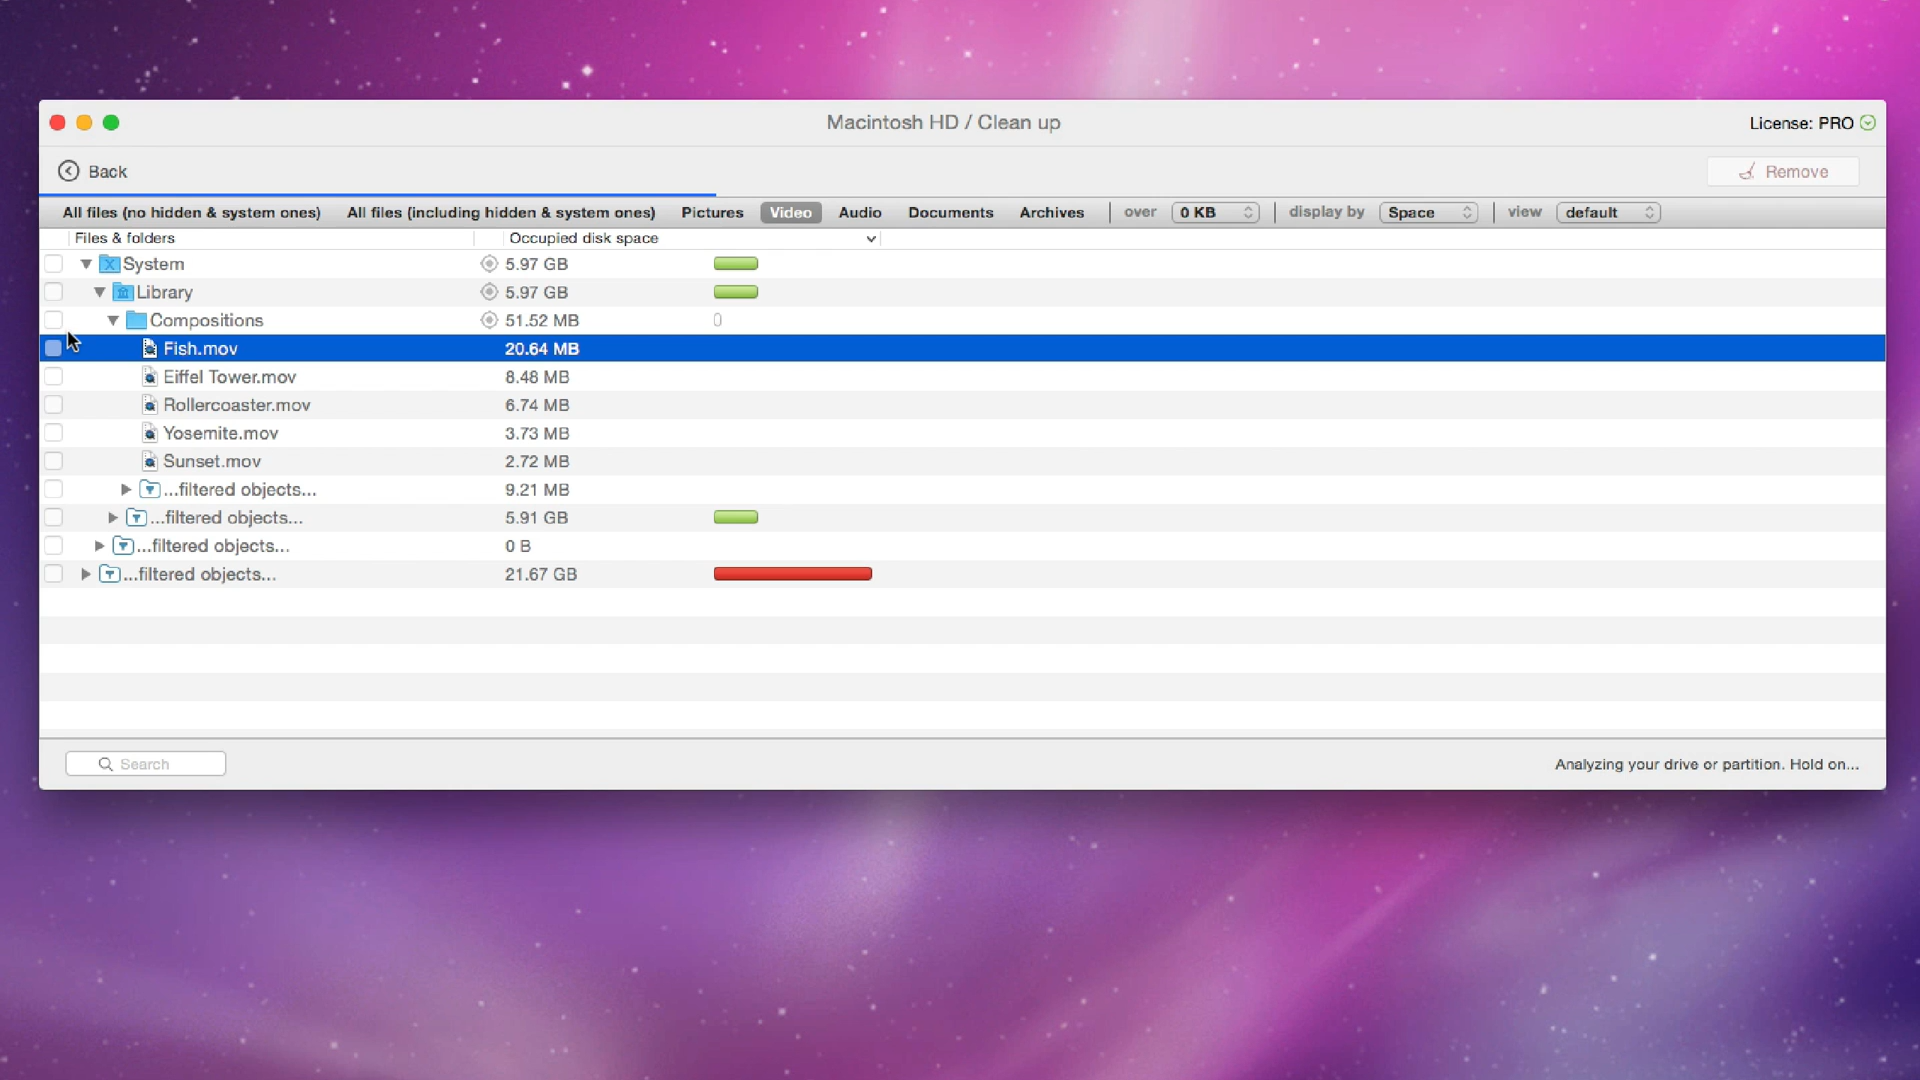 Macintosh HD / Clean up
License: PRO
Back
Remove
All files (no hidden & system ones) All files (including hidden & system ones) Pictures Video Audio Documents Archives over 0 KB display by Space view default
Files & folders Occupied disk space
System 5.97 GB
Library 5.97 GB
Compositions 51.52 MB 0
Fish.mov 20.64 MB
Eiffel Tower.mov 8.48 MB
Rollercoaster.mov 6.74 MB
Yosemite.mov 3.73 MB
Sunset.mov 2.72 MB
...filtered objects... 9.21 MB
...filtered objects... 5.91 GB
...filtered objects... 0 B
...filtered objects... 21.67 GB
Search
Analyzing your drive or partition. Hold on...